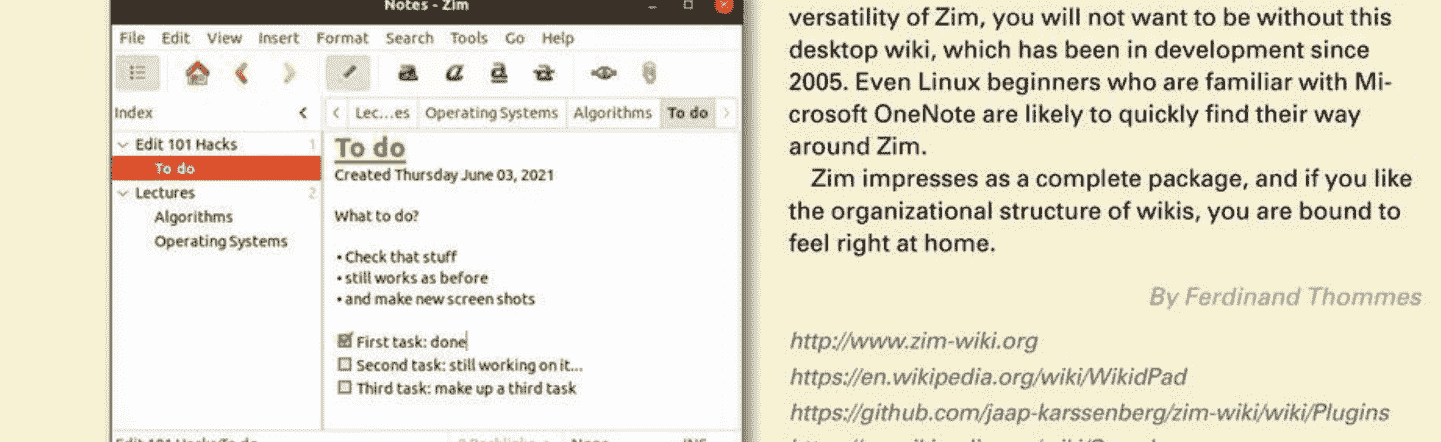 Notes - Zim
File Edit View Insert Format Search Tools Go Help
a a a a
Index
Lec...es Operating Systems Algorithms To do
Edit 101 Hacks 1
To do
Lectures 2
Algorithms
Operating Systems
To do
Created Thursday June 03, 2021
What to do?
• Check that stuff
• still works as before
• and make new screen shots
First task: done
Second task: still working on it...
Third task: make up a third task
versatility of Zim, you will not want to be without this
desktop wiki, which has been in development since
2005. Even Linux beginners who are familiar with Mi-
crosoft OneNote are likely to quickly find their way
around Zim.
Zim impresses as a complete package, and if you like
the organizational structure of wikis, you are bound to
feel right at home.
By Ferdinand Thommes
http://www.zim-wiki.org
https://en.wikipedia.org/wiki/WikidPad
https://github.com/jaap-karssenberg/zim-wiki/wiki/Plugins